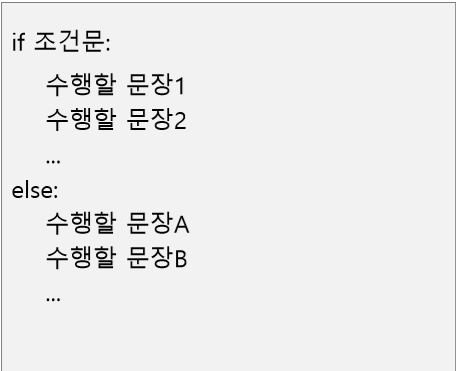 if 조건문:
수행할 문장1
수행할 문장2
...
else:
수행할 문장A
수행할 문장B
...